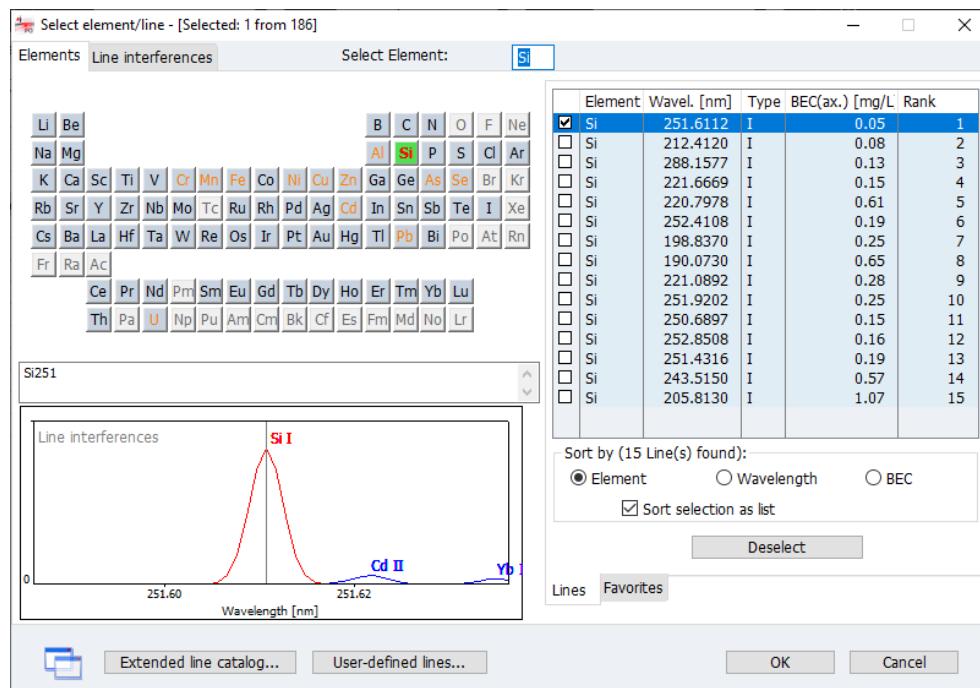 Select element/line - [Selected: 1 from 186]
Elements Line interferences Select Element: Si
Li Be B C N O F Ne
Na Mg Al Si P S Cl Ar
K Ca Sc Ti V Cr Mn Fe Co Ni Cu Zn Ga Ge As Se Br Kr
Rb Sr Y Zr Nb Mo Tc Ru Rh Pd Ag Cd In Sn Sb Te I Xe
Cs Ba La Hf Ta W Re Os Ir Pt Au Hg Tl Pb Bi Po At Rn
Fr Ra Ac
Ce Pr Nd Pm Sm Eu Gd Tb Dy Ho Er Tm Yb Lu
Th Pa U Np Pu Am Cm Bk Cf Es Fm Md No Lr
Si251
Line interferences
Si I
Cd II
Yb I
0
251.60 251.62
Wavelength [nm]
Element Wavel. [nm] Type BEC(ax.) [mg/L Rank
Si 251.6112 I 0.05 1
Si 212.4120 I 0.08 2
Si 288.1577 I 0.13 3
Si 221.6669 I 0.15 4
Si 220.7978 I 0.61 5
Si 252.4108 I 0.19 6
Si 198.8370 I 0.25 7
Si 190.0730 I 0.65 8
Si 221.0892 I 0.28 9
Si 251.9202 I 0.25 10
Si 250.6897 I 0.15 11
Si 252.8508 I 0.16 12
Si 251.4316 I 0.19 13
Si 243.5150 I 0.57 14
Si 205.8130 I 1.07 15
Sort by (15 Line(s) found):
Element Wavelength BEC
Sort selection as list
Deselect
Lines Favorites
Extended line catalog... User-defined lines... OK Cancel